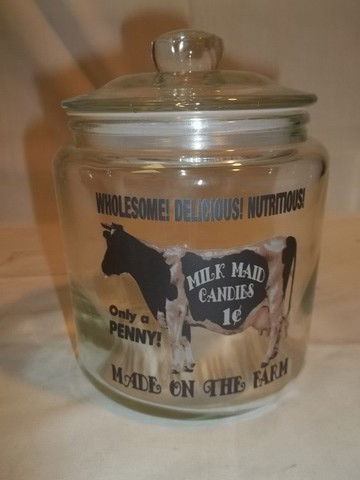 WHOLESOME! DELICIOUS! NUTRITIOUS!
MILK MAID
CANDIES
1¢
Only a
PENNY!
MADE ON THE FARM